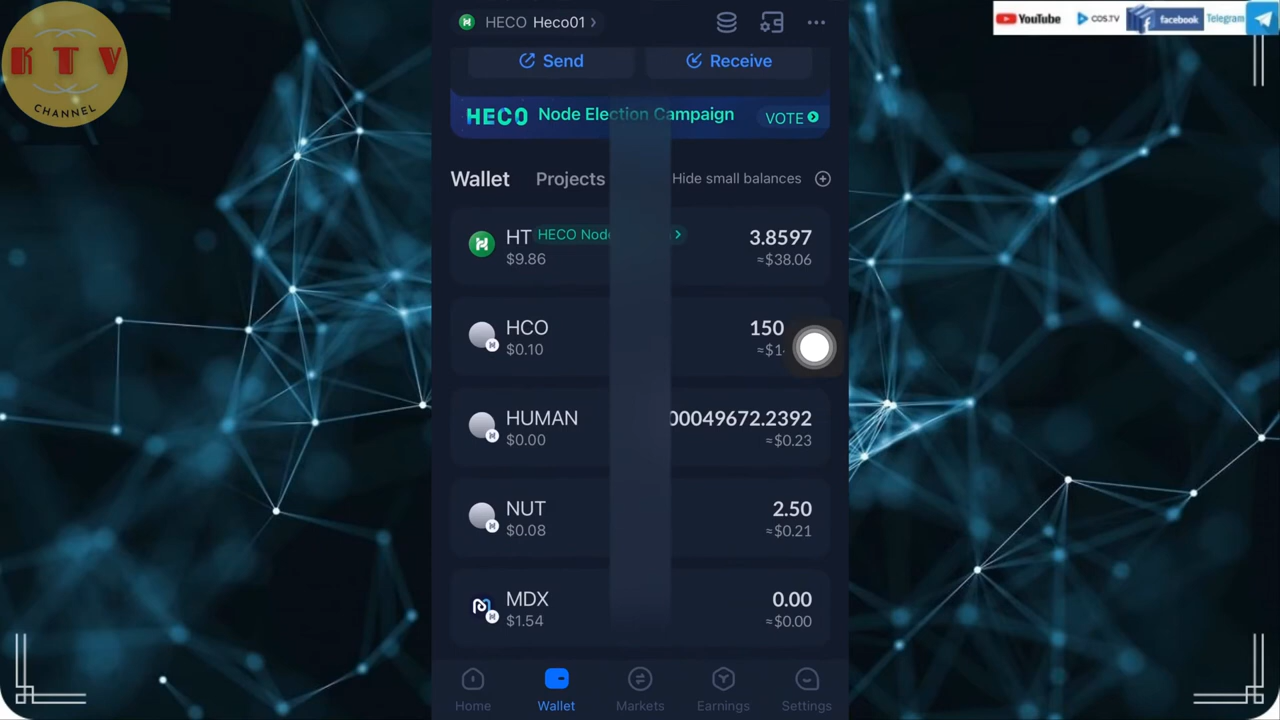 K T V
CHANNEL
YouTube COS.TV facebook Telegram
HECO Heco01
Send Receive
HECO Node Election Campaign VOTE
Wallet Projects Hide small balances
HT HECO Node 3.8597
$9.86 ≈$38.06
HCO 150
$0.10 ≈$1
HUMAN 00049672.2392
$0.00 ≈$0.23
NUT 2.50
$0.08 ≈$0.21
MDX 0.00
$1.54 ≈$0.00
Home Wallet Markets Earnings Settings